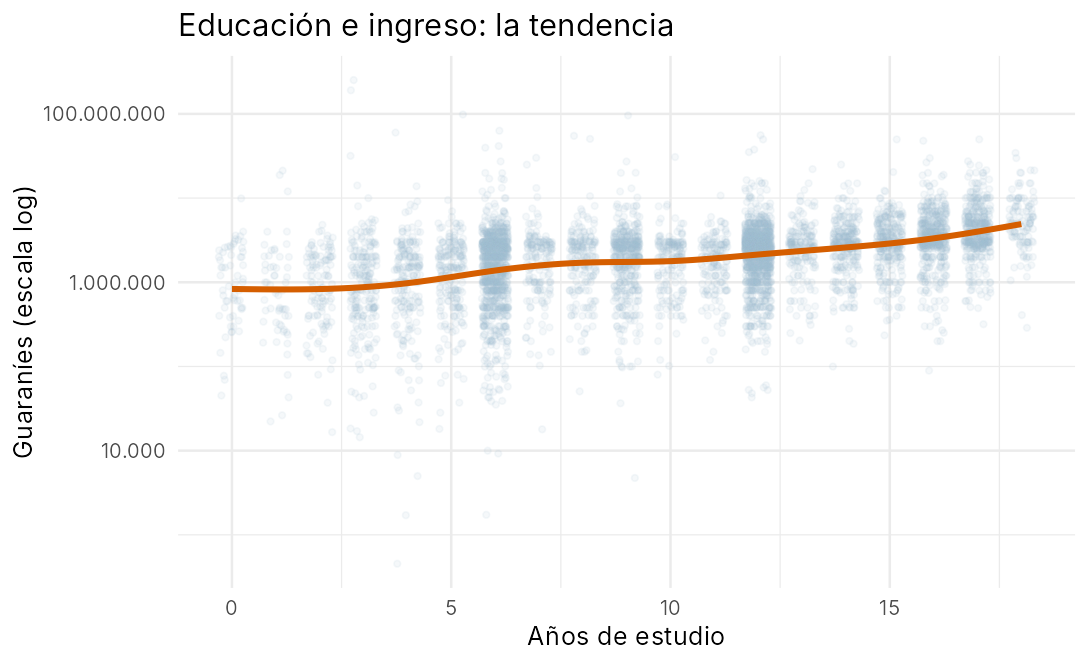 Educación e ingreso: la tendencia
Guaraníes (escala log)
100.000.000
1.000.000
10.000
0 5 10 15
Años de estudio